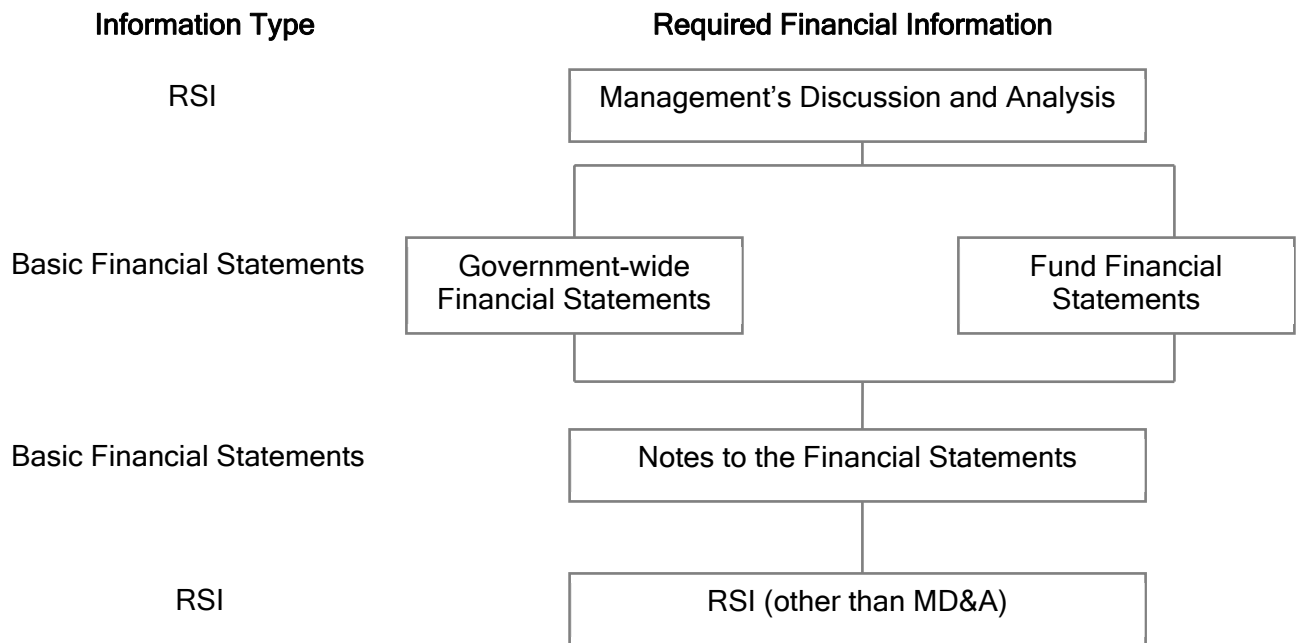 Information Type
Required Financial Information
RSI
Management’s Discussion and Analysis
Basic Financial Statements
Government-wide
Financial Statements
Fund Financial
Statements
Basic Financial Statements
Notes to the Financial Statements
RSI
RSI (other than MD&A)